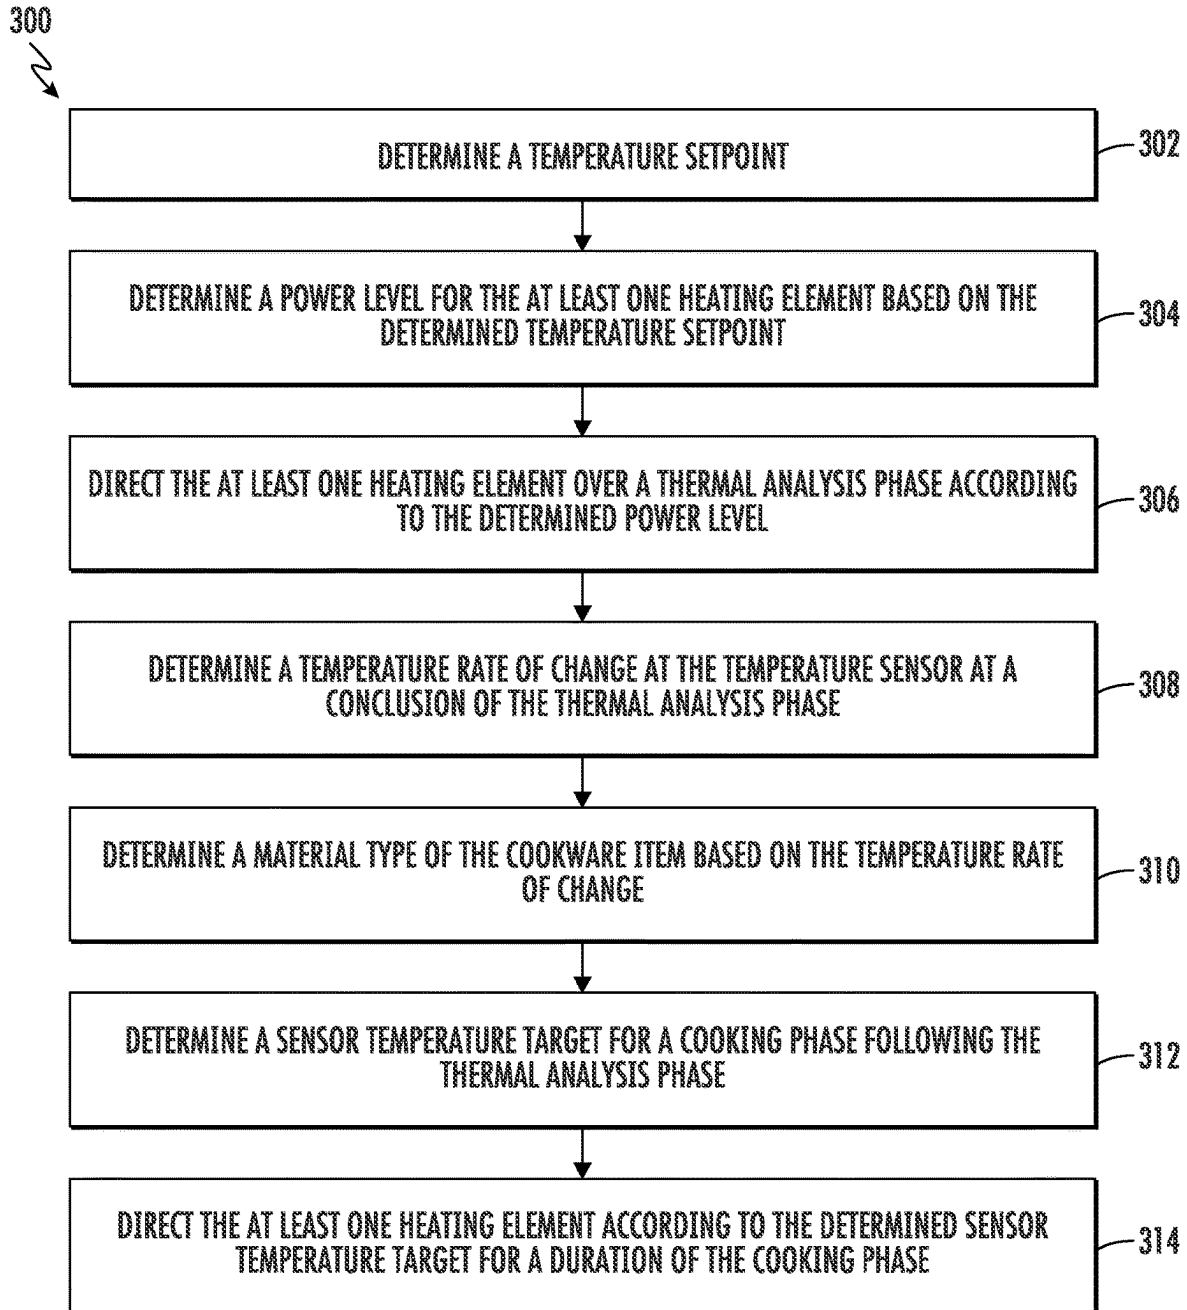 300
DETERMINE A TEMPERATURE SETPOINT
302
DETERMINE A POWER LEVEL FOR THE AT LEAST ONE HEATING ELEMENT BASED ON THE
DETERMINED TEMPERATURE SETPOINT
304
DIRECT THE AT LEAST ONE HEATING ELEMENT OVER A THERMAL ANALYSIS PHASE ACCORDING
TO THE DETERMINED POWER LEVEL
306
DETERMINE A TEMPERATURE RATE OF CHANGE AT THE TEMPERATURE SENSOR AT A
CONCLUSION OF THE THERMAL ANALYSIS PHASE
308
DETERMINE A MATERIAL TYPE OF THE COOKWARE ITEM BASED ON THE TEMPERATURE RATE
OF CHANGE
310
DETERMINE A SENSOR TEMPERATURE TARGET FOR A COOKING PHASE FOLLOWING THE
THERMAL ANALYSIS PHASE
312
DIRECT THE AT LEAST ONE HEATING ELEMENT ACCORDING TO THE DETERMINED SENSOR
TEMPERATURE TARGET FOR A DURATION OF THE COOKING PHASE
314